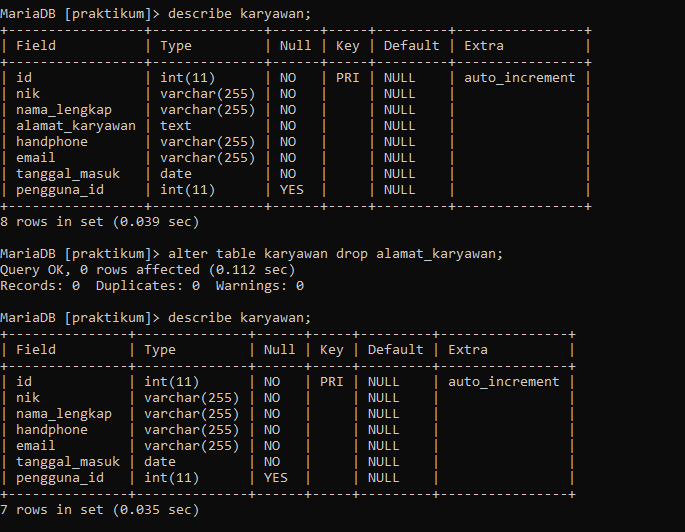 MariaDB [praktikum]> describe karyawan;
+-----------------+--------------+------+-----+---------+----------------+
| Field           | Type         | Null | Key | Default | Extra          |
+-----------------+--------------+------+-----+---------+----------------+
| id              | int(11)      | NO   | PRI | NULL    | auto_increment |
| nik             | varchar(255) | NO   |     | NULL    |                |
| nama_lengkap    | varchar(255) | NO   |     | NULL    |                |
| alamat_karyawan | text         | NO   |     | NULL    |                |
| handphone       | varchar(255) | NO   |     | NULL    |                |
| email           | varchar(255) | NO   |     | NULL    |                |
| tanggal_masuk   | date         | NO   |     | NULL    |                |
| pengguna_id     | int(11)      | YES  |     | NULL    |                |
+-----------------+--------------+------+-----+---------+----------------+
8 rows in set (0.039 sec)

MariaDB [praktikum]> alter table karyawan drop alamat_karyawan;
Query OK, 0 rows affected (0.112 sec)
Records: 0  Duplicates: 0  Warnings: 0

MariaDB [praktikum]> describe karyawan;
+---------------+--------------+------+-----+---------+----------------+
| Field         | Type         | Null | Key | Default | Extra          |
+---------------+--------------+------+-----+---------+----------------+
| id            | int(11)      | NO   | PRI | NULL    | auto_increment |
| nik           | varchar(255) | NO   |     | NULL    |                |
| nama_lengkap  | varchar(255) | NO   |     | NULL    |                |
| handphone     | varchar(255) | NO   |     | NULL    |                |
| email         | varchar(255) | NO   |     | NULL    |                |
| tanggal_masuk | date         | NO   |     | NULL    |                |
| pengguna_id   | int(11)      | YES  |     | NULL    |                |
+---------------+--------------+------+-----+---------+----------------+
7 rows in set (0.035 sec)